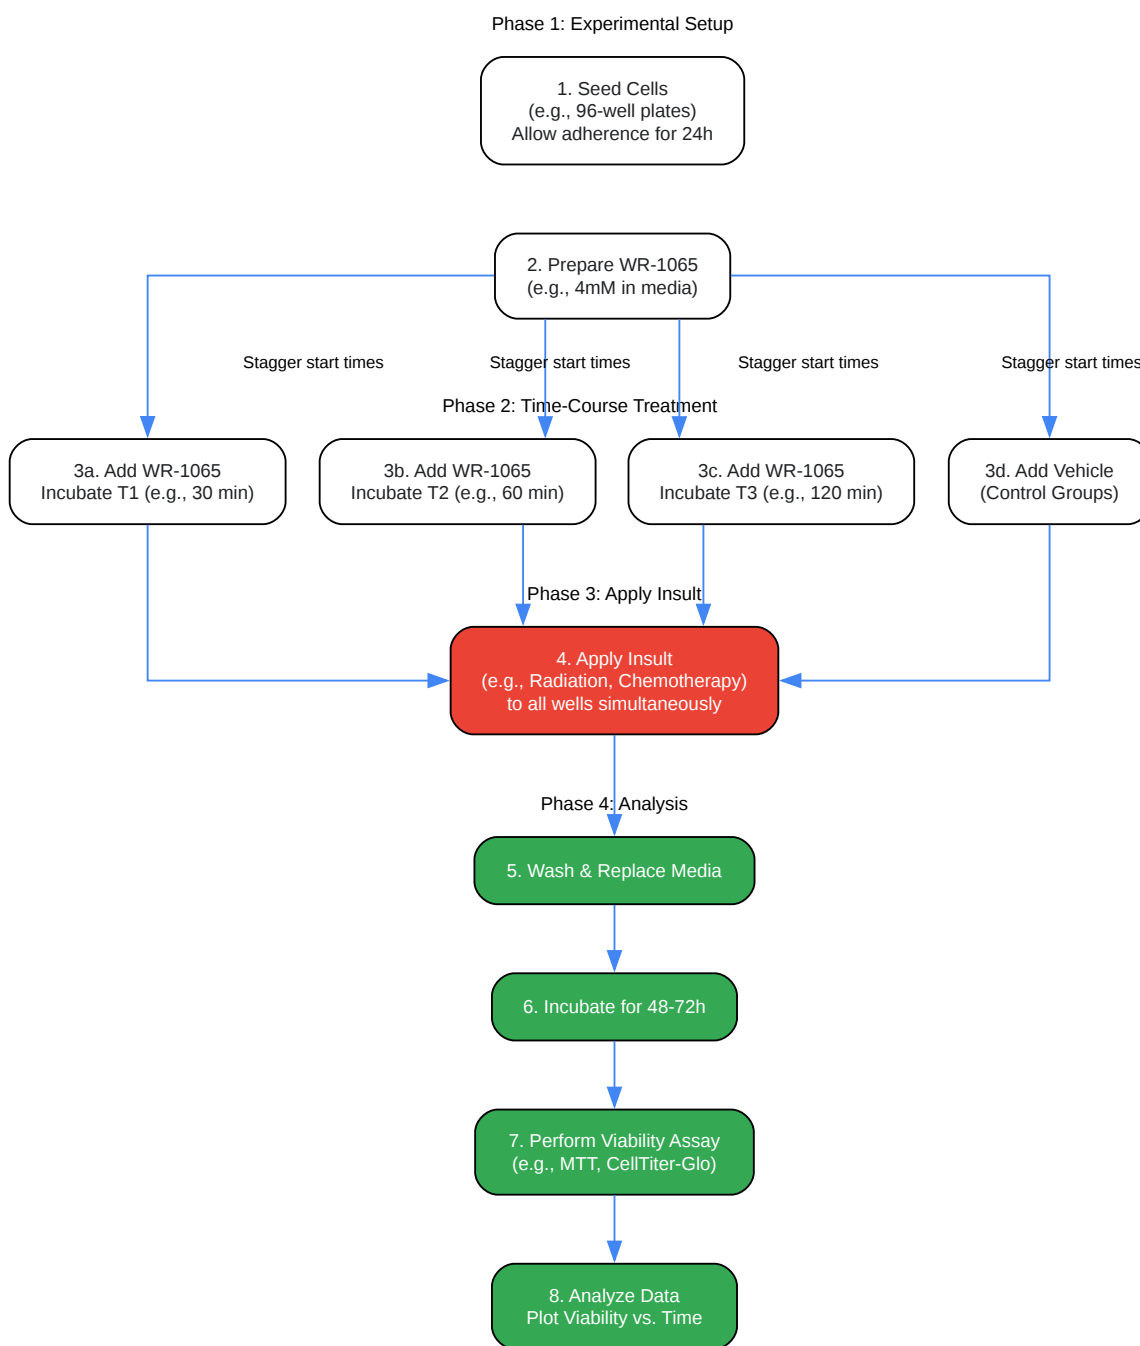 Phase 1: Experimental Setup
1. Seed Cells
(e.g., 96-well plates)
Allow adherence for 24h
2. Prepare WR-1065
(e.g., 4mM in media)
Stagger start times
Stagger start times
Stagger start times
Stagger start times
Phase 2: Time-Course Treatment
3a. Add WR-1065
Incubate T1 (e.g., 30 min)
3b. Add WR-1065
Incubate T2 (e.g., 60 min)
3c. Add WR-1065
Incubate T3 (e.g., 120 min)
3d. Add Vehicle
(Control Groups)
Phase 3: Apply Insult
4. Apply Insult
(e.g., Radiation, Chemotherapy)
to all wells simultaneously
Phase 4: Analysis
5. Wash & Replace Media
6. Incubate for 48-72h
7. Perform Viability Assay
(e.g., MTT, CellTiter-Glo)
8. Analyze Data
Plot Viability vs. Time